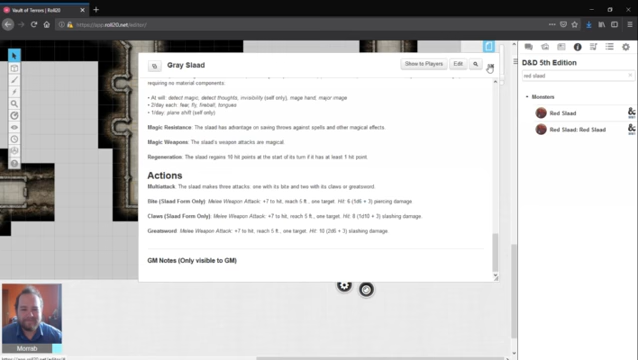 Vault of Terrors | Roll20
https://app.roll20.net/editor/
Gray Slaad
Show to Players
Edit
requiring no material components:
• At will: detect magic, detect thoughts, invisibility (self only), mage hand, major image
• 2/day each: fear, fly, fireball, tongues
• 1/day: plane shift (self only)
Magic Resistance: The slaad has advantage on saving throws against spells and other magical effects.
Magic Weapons: The slaad's weapon attacks are magical.
Regeneration: The slaad regains 10 hit points at the start of its turn if it has at least 1 hit point.
Actions
Multiattack: The slaad makes three attacks: one with its bite and two with its claws or greatsword.
Bite (Slaad Form Only): Melee Weapon Attack: +7 to hit, reach 5 ft., one target. Hit: 6 (1d6 + 3) piercing damage.
Claws (Slaad Form Only): Melee Weapon Attack: +7 to hit, reach 5 ft., one target. Hit: 8 (1d10 + 3) slashing damage.
Greatsword: Melee Weapon Attack: +7 to hit, reach 5 ft., one target. Hit: 10 (2d6 + 3) slashing damage.
GM Notes (Only visible to GM)
D&D 5th Edition
red slaad
Monsters
Red Slaad
Red Slaad: Red Slaad
Morrab
https://app.roll20.net/editor/#